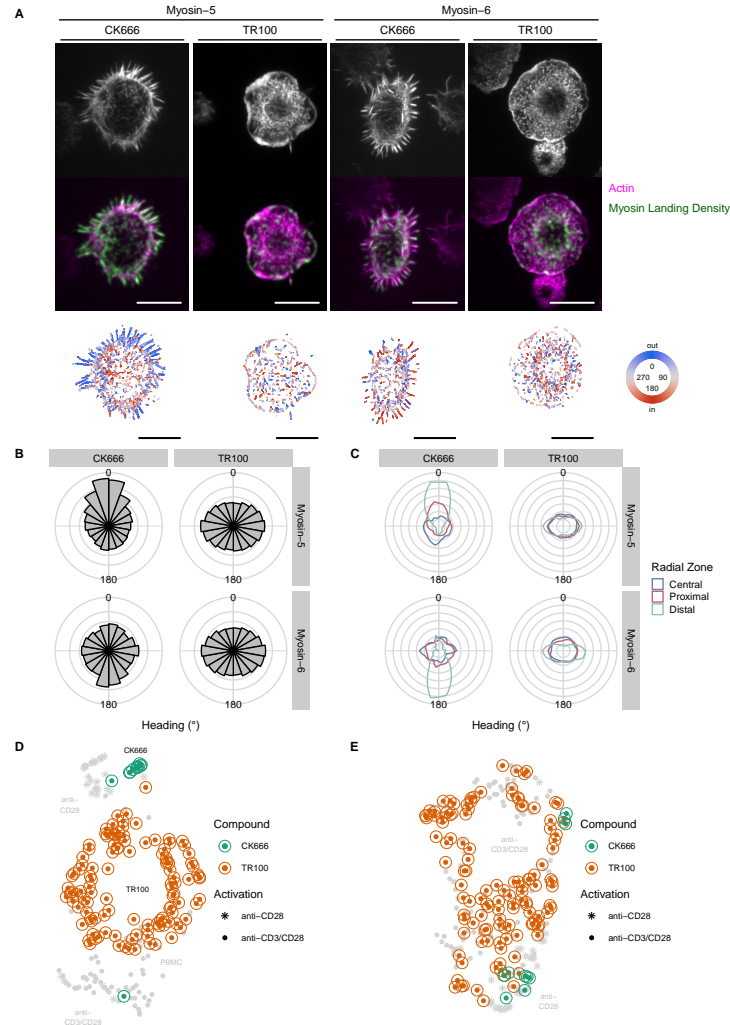 A
Myosin−5
Myosin−6
CK666
TR100
CK666
TR100
Actin
Myosin Landing Density
out
0
270
90
180
in
B
CK666
TR100
0
0
180
180
Myosin−5
0
0
180
180
Myosin−6
Heading (°)
C
CK666
TR100
0
0
180
180
Myosin−5
0
0
180
180
Myosin−6
Heading (°)
Radial Zone
Central
Proximal
Distal
D
CK666
anti−
CD28
TR100
PBMC
anti−
CD3/CD28
Compound
CK666
TR100
Activation
anti−CD28
anti−CD3/CD28
E
anti−
CD3/CD28
anti−
CD28
Compound
CK666
TR100
Activation
anti−CD28
anti−CD3/CD28